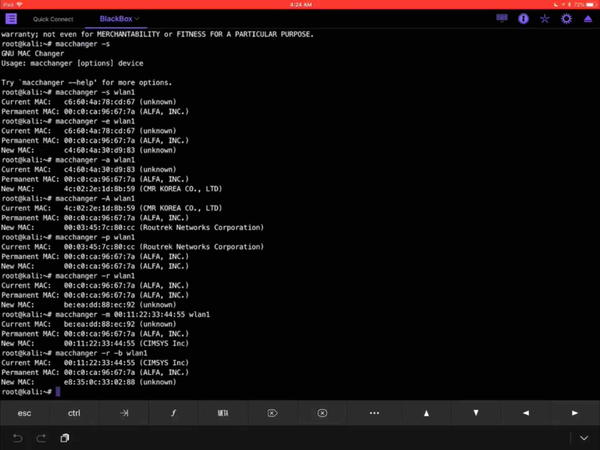 iPad
4:24 AM
72%
Quick Connect
BlackBox
warranty; not even for MERCHANTABILITY or FITNESS FOR A PARTICULAR PURPOSE.
root@kali:~# macchanger -s
GNU MAC Changer
Usage: macchanger [options] device
Try `macchanger --help' for more options.
root@kali:~# macchanger -s wlan1
Current MAC:   c6:60:4a:78:cd:67 (unknown)
Permanent MAC: 00:c0:ca:96:67:7a (ALFA, INC.)
root@kali:~# macchanger -e wlan1
Current MAC:   c6:60:4a:78:cd:67 (unknown)
Permanent MAC: 00:c0:ca:96:67:7a (ALFA, INC.)
New MAC:       c4:60:4a:30:d9:83 (unknown)
root@kali:~# macchanger -a wlan1
Current MAC:   c4:60:4a:30:d9:83 (unknown)
Permanent MAC: 00:c0:ca:96:67:7a (ALFA, INC.)
New MAC:       4c:02:2e:1d:8b:59 (CMR KOREA CO., LTD)
root@kali:~# macchanger -A wlan1
Current MAC:   4c:02:2e:1d:8b:59 (CMR KOREA CO., LTD)
Permanent MAC: 00:c0:ca:96:67:7a (ALFA, INC.)
New MAC:       00:03:45:7c:80:cc (Routrek Networks Corporation)
root@kali:~# macchanger -p wlan1
Current MAC:   00:03:45:7c:80:cc (Routrek Networks Corporation)
Permanent MAC: 00:c0:ca:96:67:7a (ALFA, INC.)
New MAC:       00:c0:ca:96:67:7a (ALFA, INC.)
root@kali:~# macchanger -r wlan1
Current MAC:   00:c0:ca:96:67:7a (ALFA, INC.)
Permanent MAC: 00:c0:ca:96:67:7a (ALFA, INC.)
New MAC:       be:ea:dd:88:ec:92 (unknown)
root@kali:~# macchanger -m 00:11:22:33:44:55 wlan1
Current MAC:   be:ea:dd:88:ec:92 (unknown)
Permanent MAC: 00:c0:ca:96:67:7a (ALFA, INC.)
New MAC:       00:11:22:33:44:55 (CIMSYS Inc)
root@kali:~# macchanger -r -b wlan1
Current MAC:   00:11:22:33:44:55 (CIMSYS Inc)
Permanent MAC: 00:c0:ca:96:67:7a (ALFA, INC.)
New MAC:       e8:35:0c:33:02:88 (unknown)
root@kali:~#
esc
ctrl
f
META